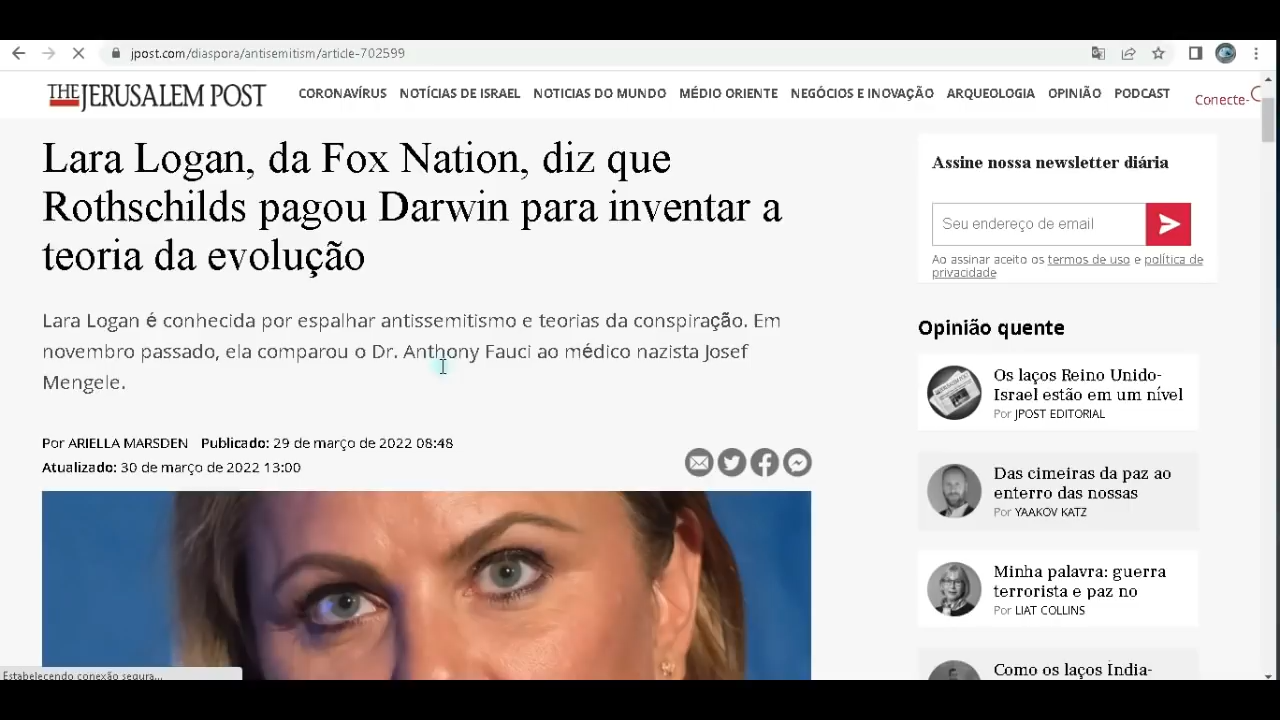 jpost.com/diaspora/antisemitism/article-702599
THE JERUSALEM POST
CORONAVÍRUS NOTÍCIAS DE ISRAEL NOTICIAS DO MUNDO MÉDIO ORIENTE NEGÓCIOS E INOVAÇÃO ARQUEOLOGIA OPINIÃO PODCAST
Conecte-
Lara Logan, da Fox Nation, diz que
Rothschilds pagou Darwin para inventar a
teoria da evolução
Lara Logan é conhecida por espalhar antissemitismo e teorias da conspiração. Em
novembro passado, ela comparou o Dr. Anthony Fauci ao médico nazista Josef
Mengele.
Por ARIELLA MARSDEN Publicado: 29 de março de 2022 08:48
Atualizado: 30 de março de 2022 13:00
Assine nossa newsletter diária
Seu endereço de email
Ao assinar aceito os termos de uso e política de
privacidade
Opinião quente
Os laços Reino Unido-
Israel estão em um nível
Por JPOST EDITORIAL
Das cimeiras da paz ao
enterro das nossas
Por YAAKOV KATZ
Minha palavra: guerra
terrorista e paz no
Por LIAT COLLINS
Como os laços Índia-
Estabelecendo conexão segura...